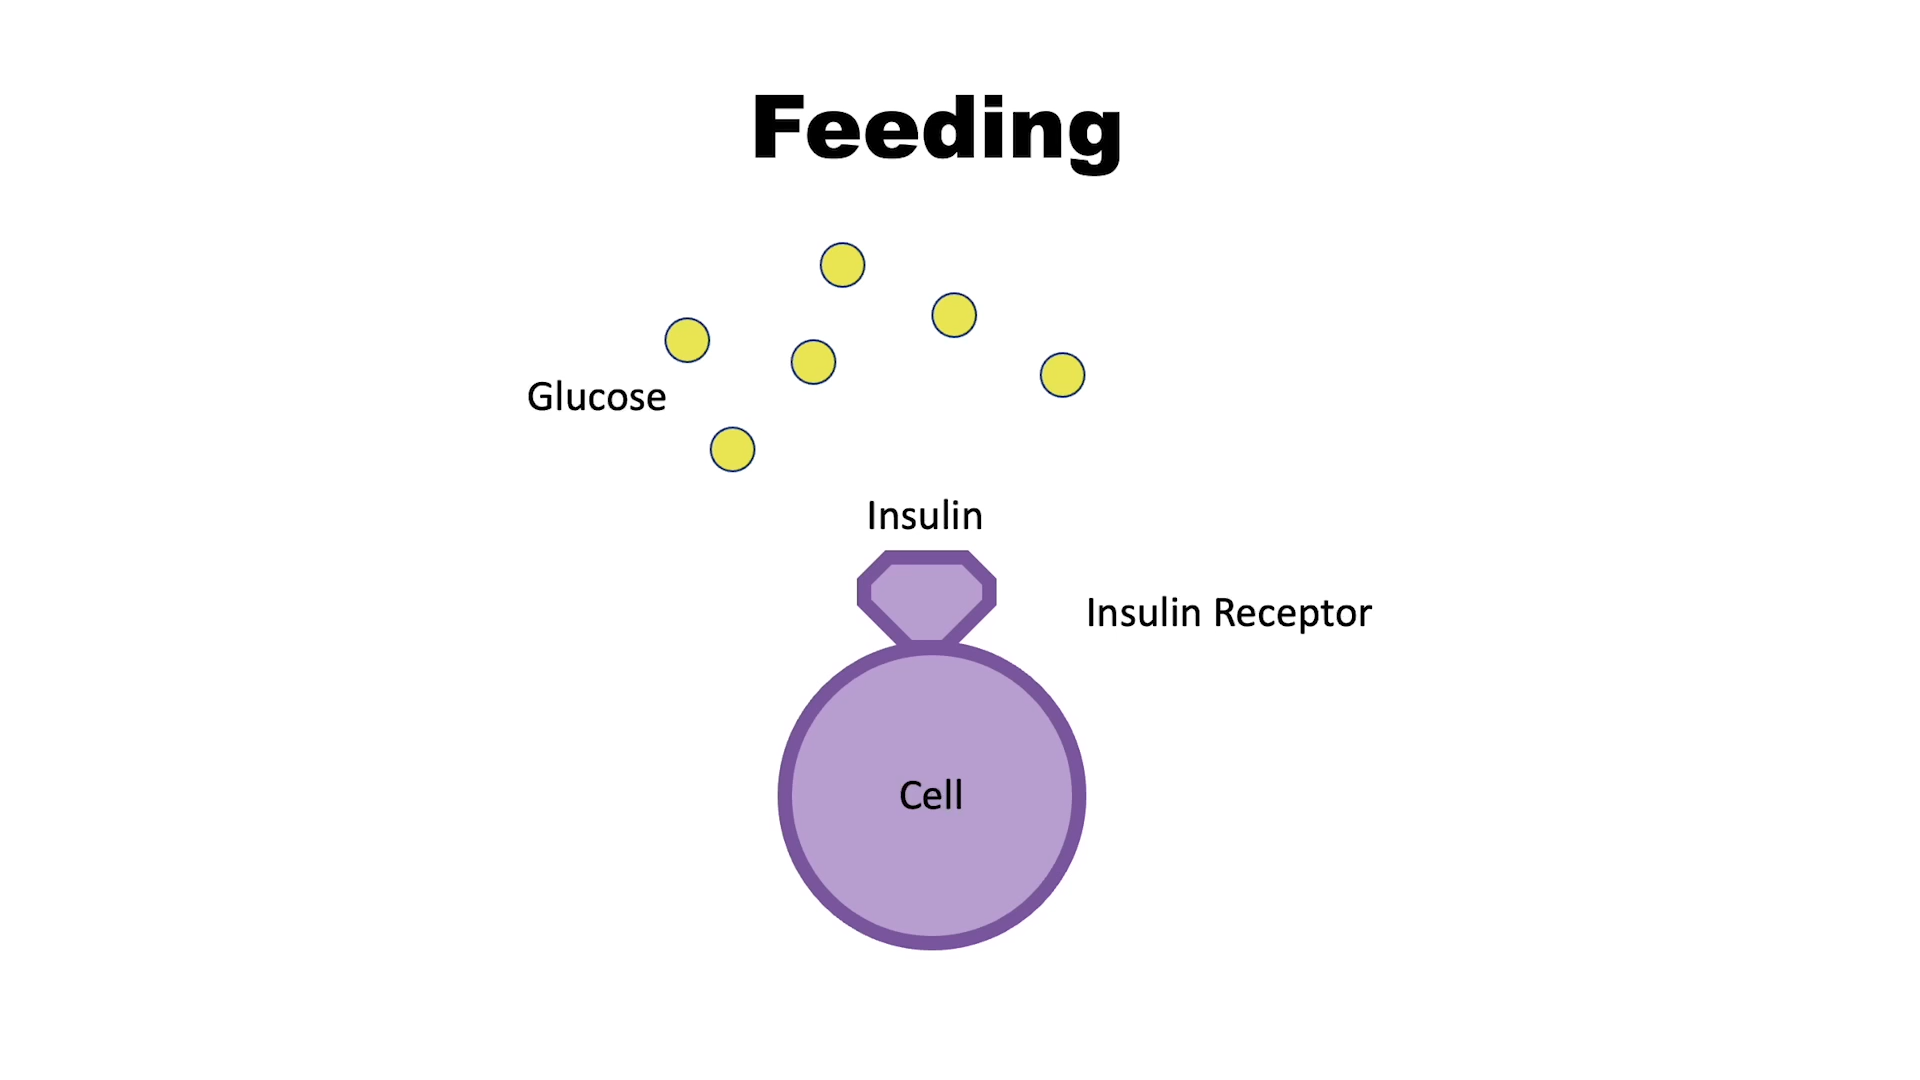 Feeding
Glucose
Insulin
Insulin Receptor
Cell